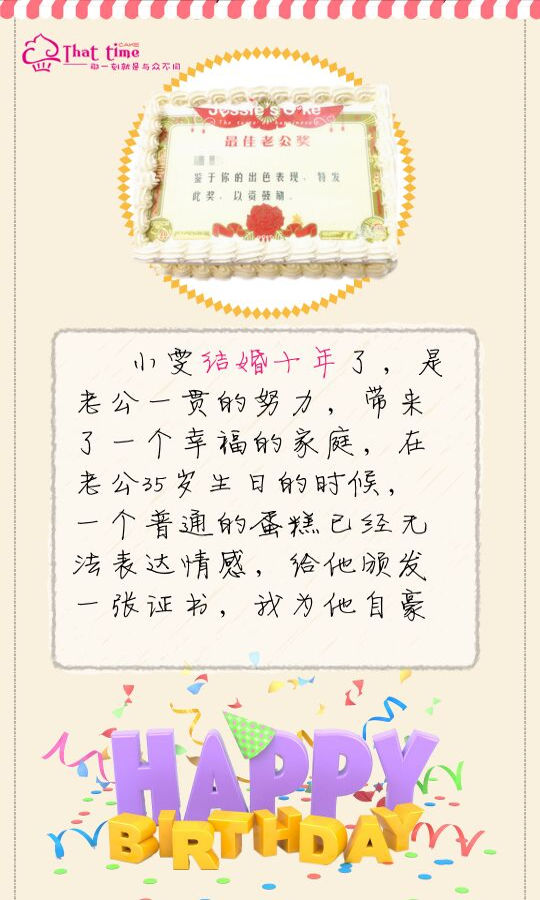 That time
CAKE
那一刻就是与众不同
Jessie's
最佳老公奖
鉴于你的出色表现，特发
此奖，以资鼓励。
小雯结婚十年了，是
老公一贯的努力，带来
了一个幸福的家庭，在
老公35岁生日的时候，
一个普通的蛋糕已经无
法表达情感，给他颁发
一张证书，我为他自豪
HAPPY
BIRTHDAY